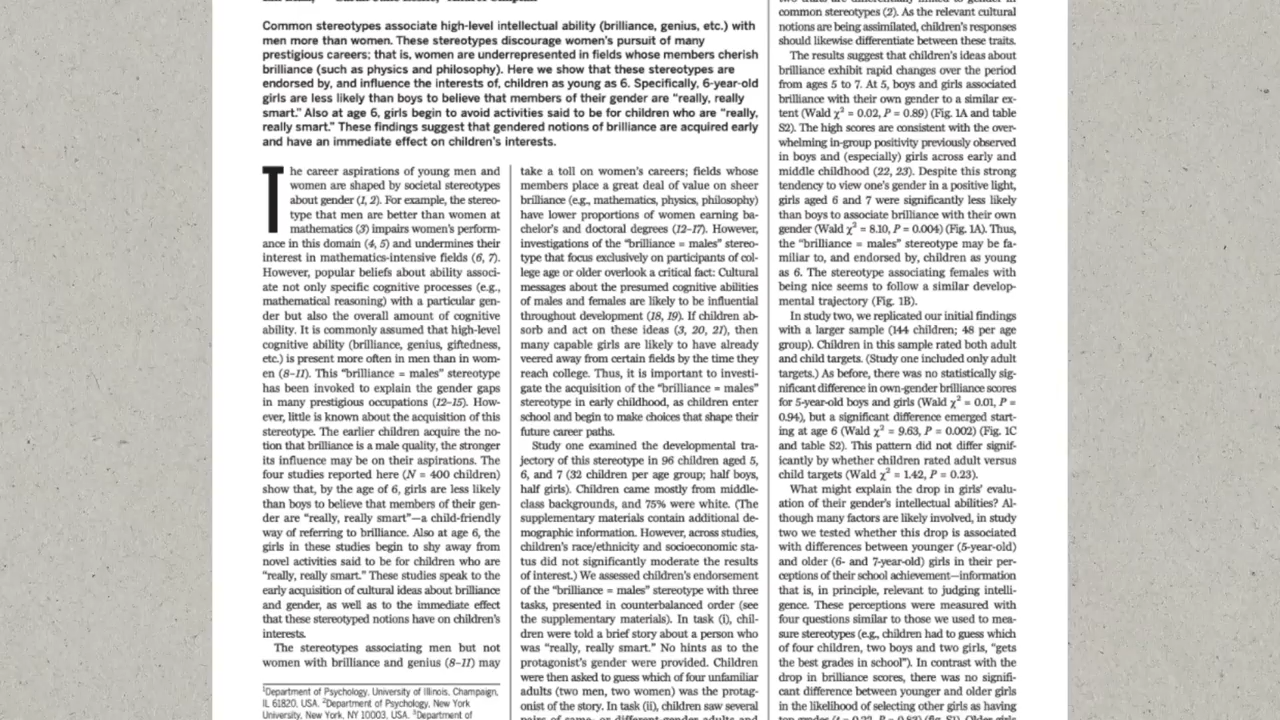 Common stereotypes associate high-level intellectual ability (brilliance, genius, etc.) with
men more than women. These stereotypes discourage women's pursuit of many
prestigious careers; that is, women are underrepresented in fields whose members cherish
brilliance (such as physics and philosophy). Here we show that these stereotypes are
endorsed by, and influence the interests of, children as young as 6. Specifically, 6-year-old
girls are less likely than boys to believe that members of their gender are “really, really
smart.” Also at age 6, girls begin to avoid activities said to be for children who are “really,
really smart.” These findings suggest that gendered notions of brilliance are acquired early
and have an immediate effect on children's interests.
The career aspirations of young men and
women are shaped by societal stereotypes
about gender (1, 2). For example, the stereo-
type that men are better than women at
mathematics (3) impairs women's perform-
ance in this domain (4, 5) and undermines their
interest in mathematics-intensive fields (6, 7).
However, popular beliefs about ability associ-
ate not only specific cognitive processes (e.g.,
mathematical reasoning) with a particular gen-
der but also the overall amount of cognitive
ability. It is commonly assumed that high-level
cognitive ability (brilliance, genius, giftedness,
etc.) is present more often in men than in wom-
en (8–11). This “brilliance = males” stereotype
has been invoked to explain the gender gaps
in many prestigious occupations (12–15). How-
ever, little is known about the acquisition of this
stereotype. The earlier children acquire the no-
tion that brilliance is a male quality, the stronger
its influence may be on their aspirations. The
four studies reported here (N = 400 children)
show that, by the age of 6, girls are less likely
than boys to believe that members of their gen-
der are “really, really smart”—a child-friendly
way of referring to brilliance. Also at age 6, the
girls in these studies begin to shy away from
novel activities said to be for children who are
“really, really smart.” These studies speak to the
early acquisition of cultural ideas about brilliance
and gender, as well as to the immediate effect
that these stereotyped notions have on children's
interests.
The stereotypes associating men but not
women with brilliance and genius (8–11) may
1Department of Psychology, University of Illinois, Champaign,
IL 61820, USA. 2Department of Psychology, New York
University, New York, NY 10003, USA. 3Department of
take a toll on women's careers; fields whose
members place a great deal of value on sheer
brilliance (e.g., mathematics, physics, philosophy)
have lower proportions of women earning ba-
chelor's and doctoral degrees (12–17). However,
investigations of the “brilliance = males” stereo-
type that focus exclusively on participants of col-
lege age or older overlook a critical fact: Cultural
messages about the presumed cognitive abilities
of males and females are likely to be influential
throughout development (18, 19). If children ab-
sorb and act on these ideas (3, 20, 21), then
many capable girls are likely to have already
veered away from certain fields by the time they
reach college. Thus, it is important to investi-
gate the acquisition of the “brilliance = males”
stereotype in early childhood, as children enter
school and begin to make choices that shape their
future career paths.
Study one examined the developmental tra-
jectory of this stereotype in 96 children aged 5,
6, and 7 (32 children per age group; half boys,
half girls). Children came mostly from middle-
class backgrounds, and 75% were white. (The
supplementary materials contain additional de-
mographic information. However, across studies,
children's race/ethnicity and socioeconomic sta-
tus did not significantly moderate the results
of interest.) We assessed children's endorsement
of the “brilliance = males” stereotype with three
tasks, presented in counterbalanced order (see
the supplementary materials). In task (i), chil-
dren were told a brief story about a person who
was “really, really smart.” No hints as to the
protagonist's gender were provided. Children
were then asked to guess which of four unfamiliar
adults (two men, two women) was the protag-
onist of the story. In task (ii), children saw several
common stereotypes (2). As the relevant cultural
notions are being assimilated, children's responses
should likewise differentiate between these traits.
The results suggest that children's ideas about
brilliance exhibit rapid changes over the period
from ages 5 to 7. At 5, boys and girls associated
brilliance with their own gender to a similar ex-
tent (Wald χ² = 0.02, P = 0.89) (Fig. 1A and table
S2). The high scores are consistent with the over-
whelming in-group positivity previously observed
in boys and (especially) girls across early and
middle childhood (22, 23). Despite this strong
tendency to view one's gender in a positive light,
girls aged 6 and 7 were significantly less likely
than boys to associate brilliance with their own
gender (Wald χ² = 8.10, P = 0.004) (Fig. 1A). Thus,
the “brilliance = males” stereotype may be fa-
miliar to, and endorsed by, children as young
as 6. The stereotype associating females with
being nice seems to follow a similar develop-
mental trajectory (Fig. 1B).
In study two, we replicated our initial findings
with a larger sample (144 children; 48 per age
group). Children in this sample rated both adult
and child targets. (Study one included only adult
targets.) As before, there was no statistically sig-
nificant difference in own-gender brilliance scores
for 5-year-old boys and girls (Wald χ² = 0.01, P =
0.94), but a significant difference emerged start-
ing at age 6 (Wald χ² = 9.63, P = 0.002) (Fig. 1C
and table S2). This pattern did not differ signif-
icantly by whether children rated adult versus
child targets (Wald χ² = 1.42, P = 0.23).
What might explain the drop in girls' evalu-
ation of their gender's intellectual abilities? Al-
though many factors are likely involved, in study
two we tested whether this drop is associated
with differences between younger (5-year-old)
and older (6- and 7-year-old) girls in their per-
ceptions of their school achievement—information
that is, in principle, relevant to judging intelli-
gence. These perceptions were measured with
four questions similar to those we used to mea-
sure stereotypes (e.g., children had to guess which
of four children, two boys and two girls, “gets
the best grades in school”). In contrast with the
drop in brilliance scores, there was no signifi-
cant difference between younger and older girls
in the likelihood of selecting other girls as having